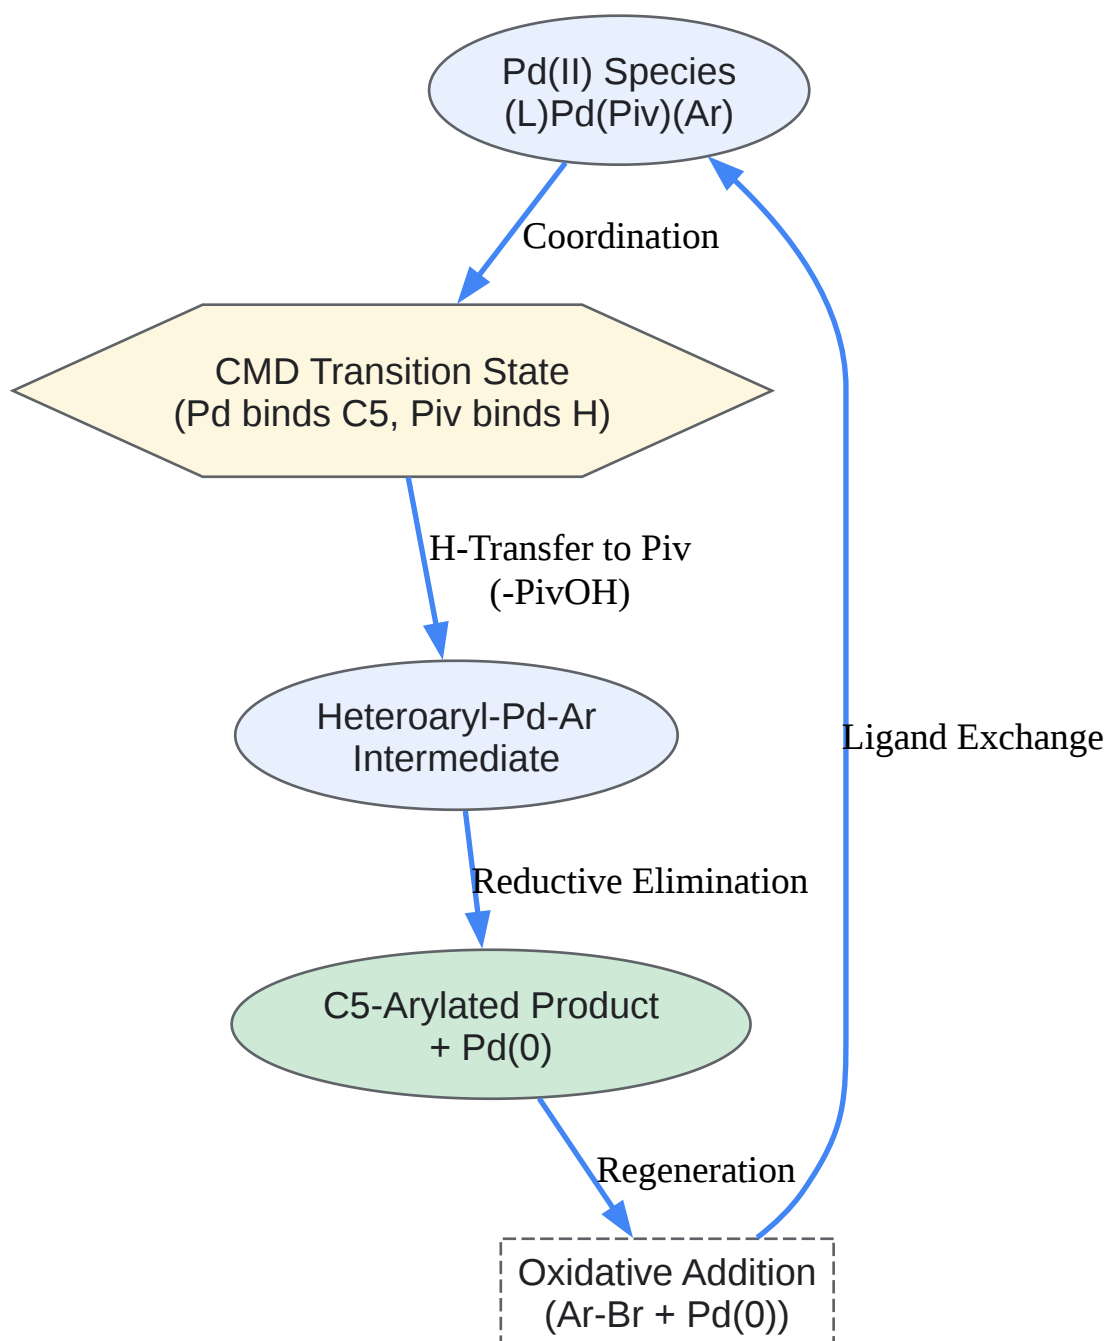 Pd(II) Species
(L)Pd(Piv)(Ar)
Coordination
CMD Transition State
(Pd binds C5, Piv binds H)
H-Transfer to Piv
(-PivOH)
Heteroaryl-Pd-Ar
Intermediate
Ligand Exchange
Reductive Elimination
C5-Arylated Product
+ Pd(0)
Regeneration
Oxidative Addition
(Ar-Br + Pd(0))